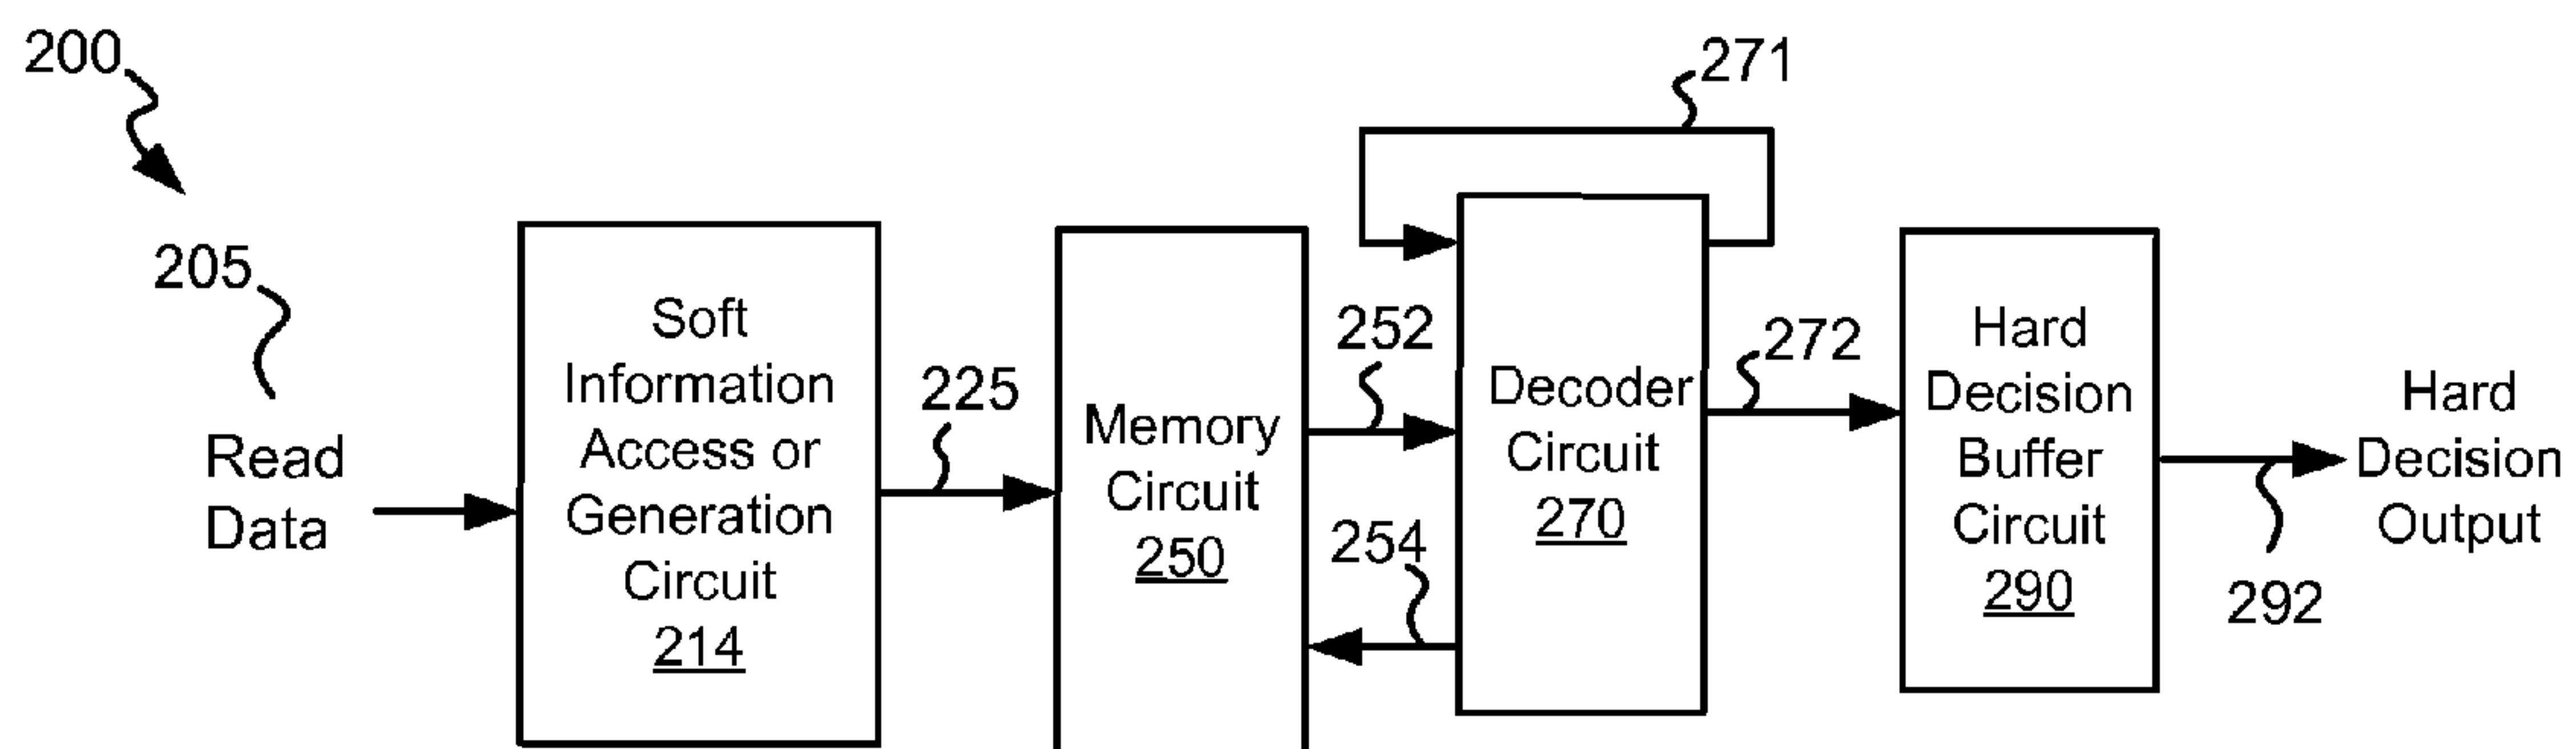 200
205
Read
Data
Soft
Information
Access or
Generation
Circuit
214
225
Memory
Circuit
250
252
254
271
Decoder
Circuit
270
272
Hard
Decision
Buffer
Circuit
290
292
Hard
Decision
Output